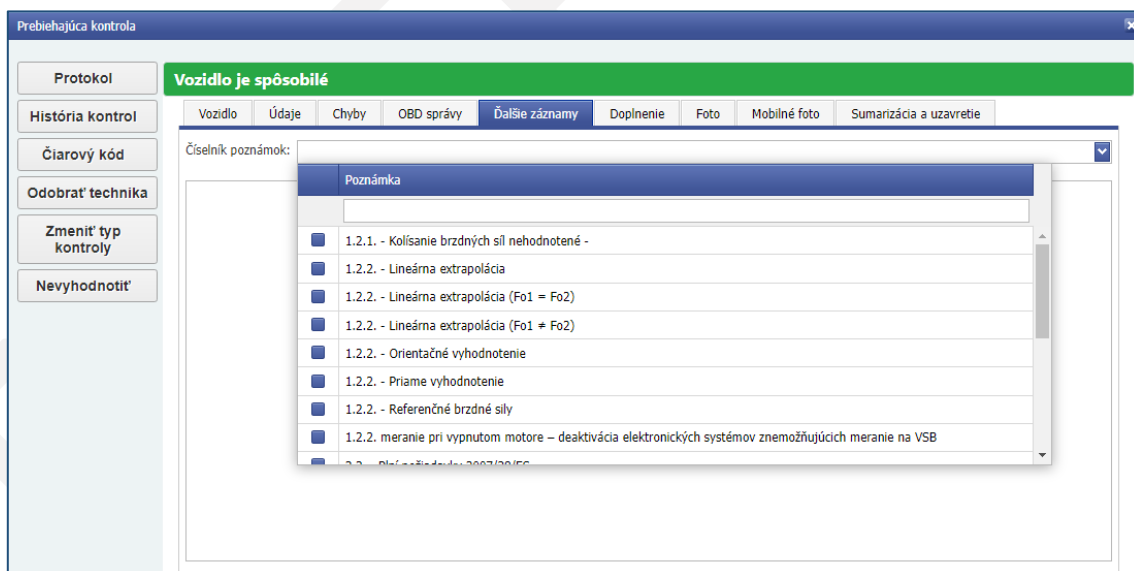 Prebiehajúca kontrola
Protokol
História kontrol
Čiarový kód
Odobrať technika
Zmeniť typ
kontroly
Nevyhodnotiť
Vozidlo je spôsobilé
Vozidlo Údaje Chyby OBD správy Ďalšie záznamy Doplnenie Foto Mobilné foto Sumarizácia a uzavretie
Číselník poznámok:
Poznámka
1.2.1. - Kolísanie brzdných síl nehodnotené -
1.2.2. - Lineárna extrapolácia
1.2.2. - Lineárna extrapolácia (Fo1 = Fo2)
1.2.2. - Lineárna extrapolácia (Fo1 ≠ Fo2)
1.2.2. - Orientačné vyhodnotenie
1.2.2. - Priame vyhodnotenie
1.2.2. - Referenčné brzdné sily
1.2.2. meranie pri vypnutom motore – deaktivácia elektronických systémov znemožňujúcich meranie na VSB